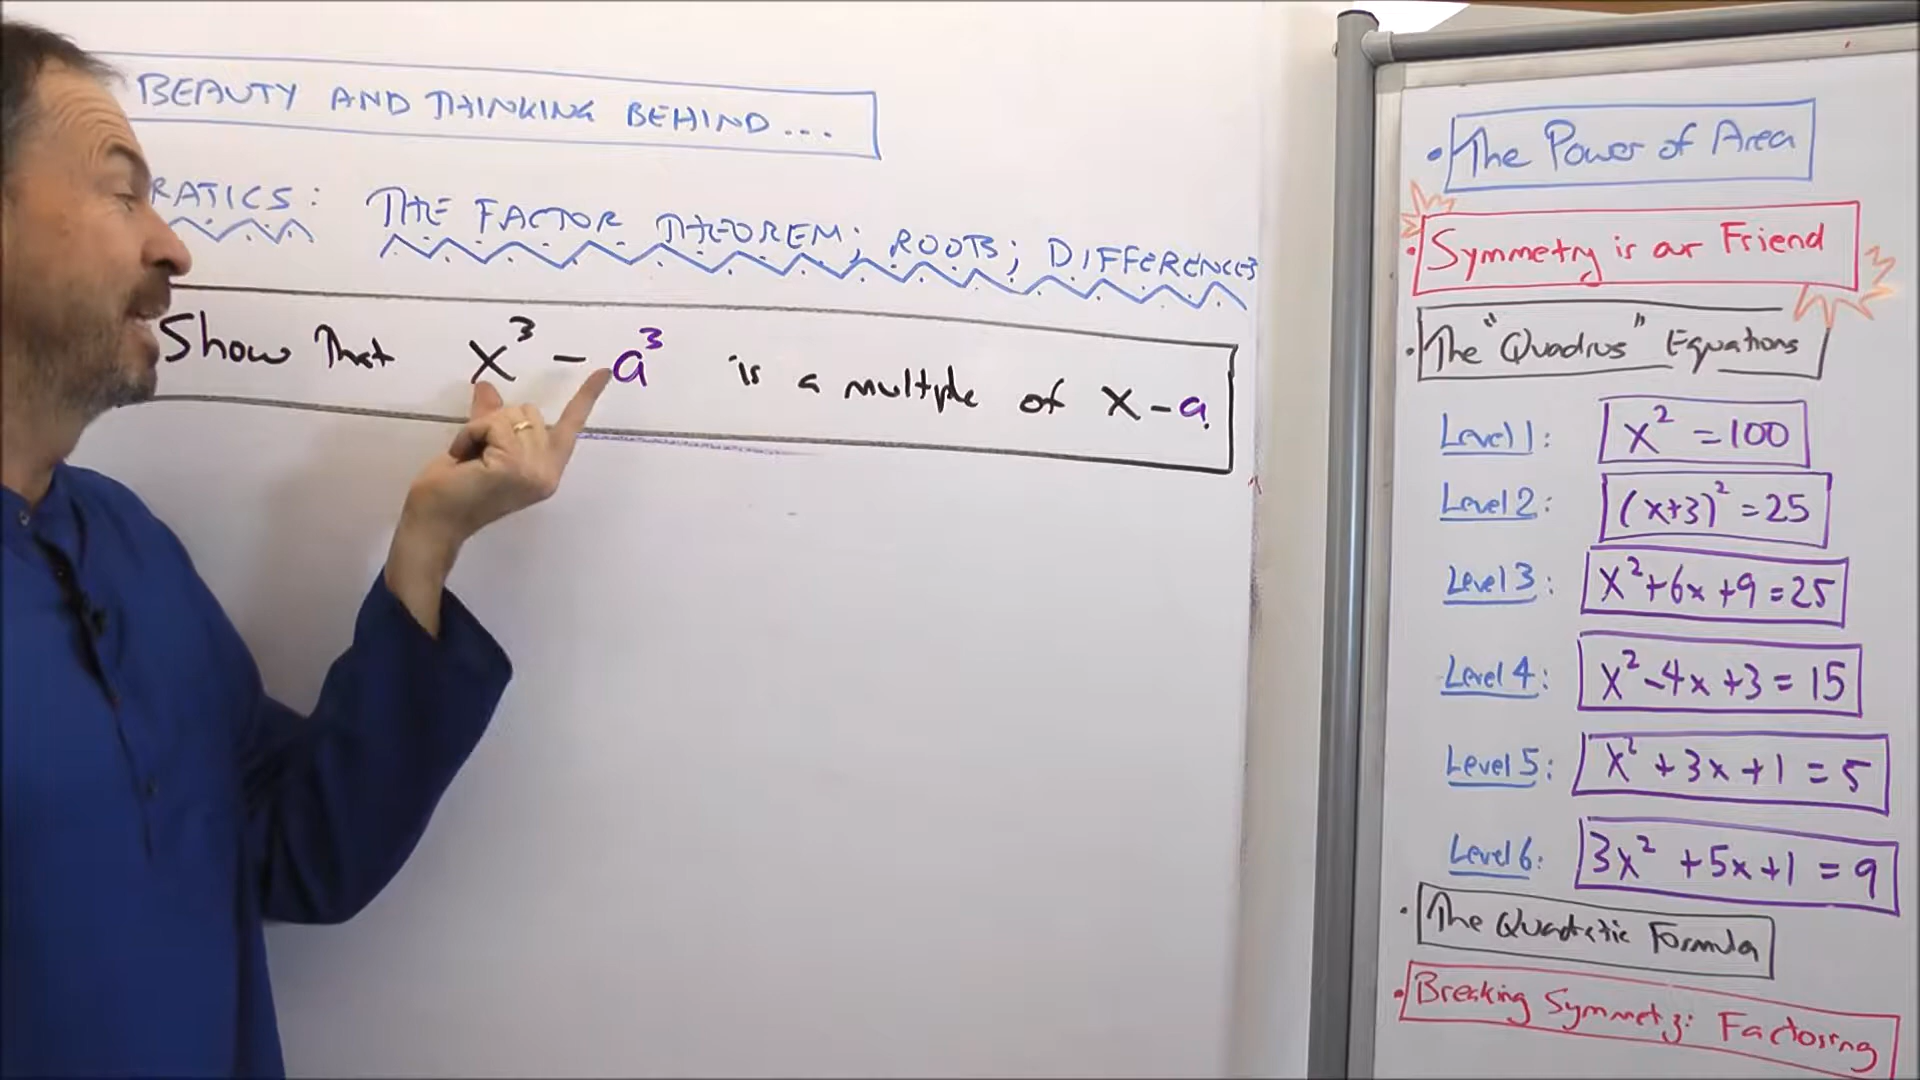 BEAUTY AND THINKING BEHIND...
RATICS: THE FACTOR THEOREM; ROOTS; DIFFERENCES
Show That x³ - a³ is a multple of x-a.
• The Power of Area
• Symmetry is our Friend
• The "Quadrus" Equations
Level 1: x² = 100
Level 2: (x+3)² = 25
Level 3: x²+6x+9=25
Level 4: x²-4x+3=15
Level 5: x²+3x+1=5
Level 6: 3x²+5x+1=9
• The Quadratic Formula
• Breaking Symmetry: Factoring